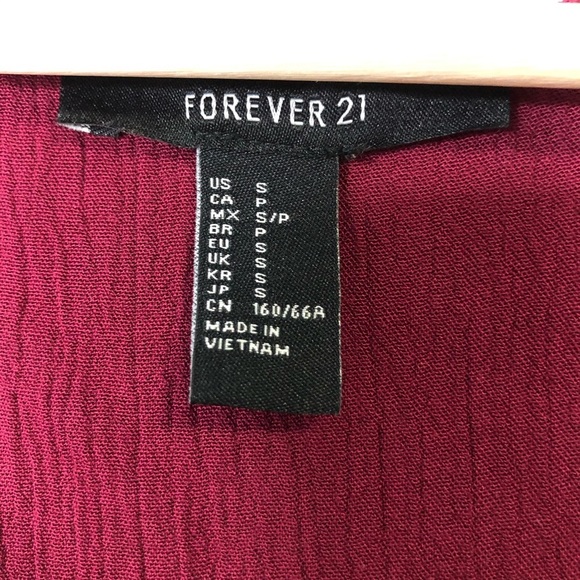 FOREVER 21
US S
CA P
MX S/P
BR P
EU S
UK S
KR S
JP S
CN 160/66A
MADE IN
VIETNAM